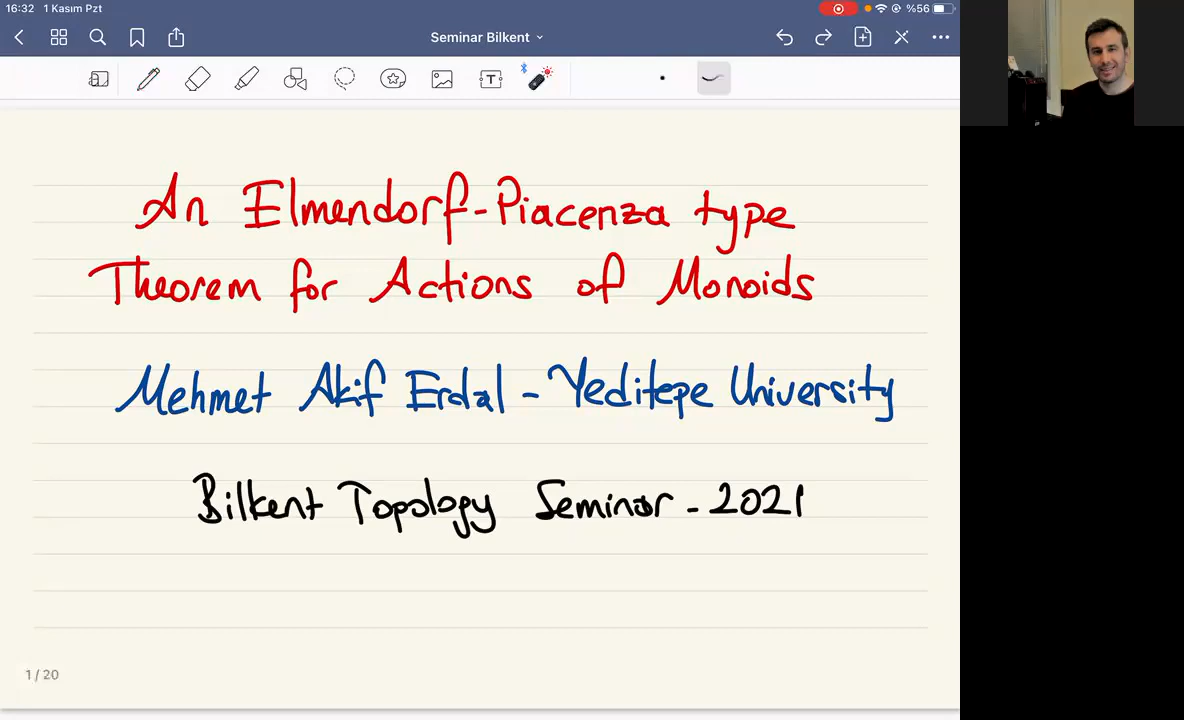 16:32 1 Kasım Pzt
%56
Seminar Bilkent
T
An Elmendorf-Piacenza type
Theorem for Actions of Monoids
Mehmet Akif Erdal - Yeditepe University
Bilkent Topology Seminar - 2021
1 / 20